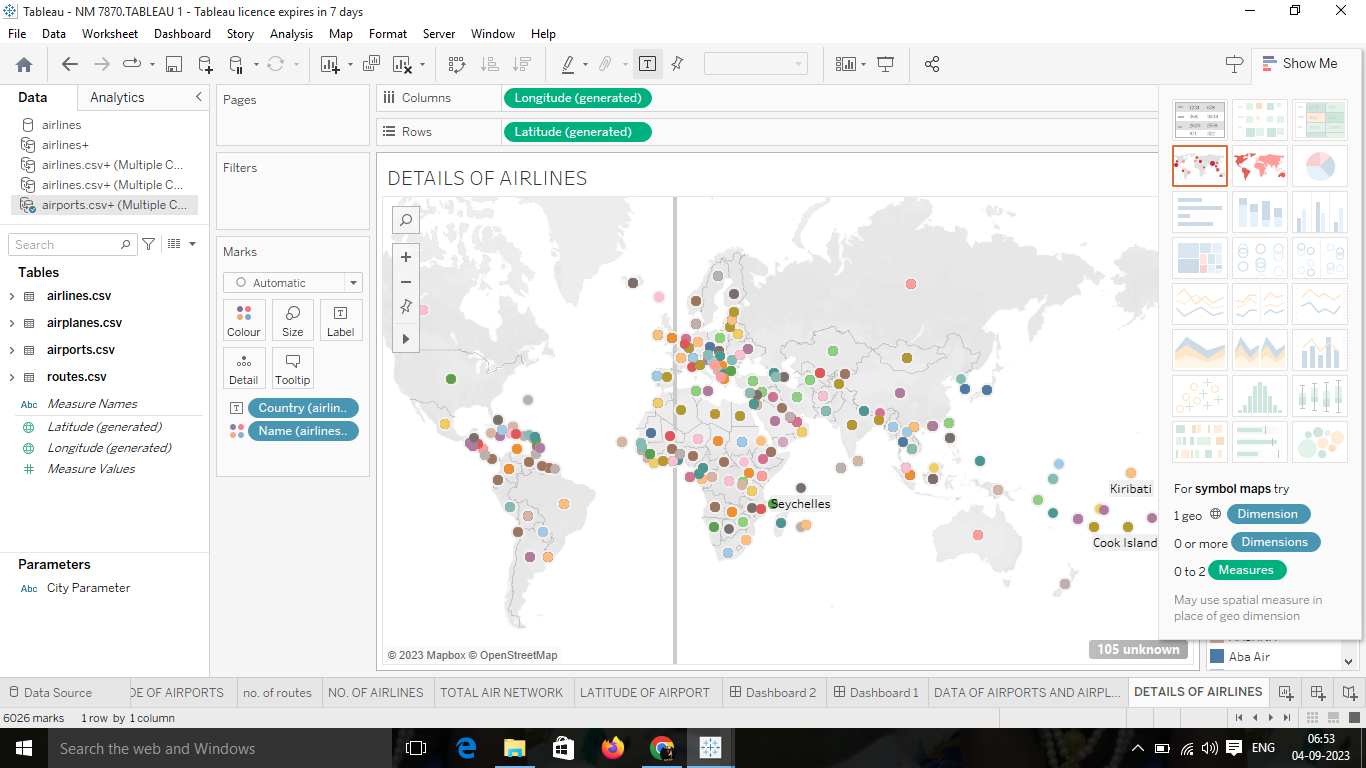 Tableau - NM 7870.TABLEAU 1 - Tableau licence expires in 7 days
File Data Worksheet Dashboard Story Analysis Map Format Server Window Help
Show Me
Data Analytics
airlines
airlines+
airlines.csv+ (Multiple C...
airlines.csv+ (Multiple C...
airports.csv+ (Multiple C...
Search
Tables
airlines.csv
airplanes.csv
airports.csv
routes.csv
Abc Measure Names
Latitude (generated)
Longitude (generated)
Measure Values
Parameters
Abc City Parameter
Pages
Filters
Marks
Automatic
Colour Size Label
Detail Tooltip
Country (airlin..
Name (airlines..
Columns Longitude (generated)
Rows Latitude (generated)
DETAILS OF AIRLINES
Seychelles
Kiribati
Cook Island
© 2023 Mapbox © OpenStreetMap
105 unknown
For symbol maps try
1 geo Dimension
0 or more Dimensions
0 to 2 Measures
May use spatial measure in
place of geo dimension
Aba Air
Data Source DE OF AIRPORTS no. of routes NO. OF AIRLINES TOTAL AIR NETWORK LATITUDE OF AIRPORT Dashboard 2 Dashboard 1 DATA OF AIRPORTS AND AIRPL... DETAILS OF AIRLINES
6026 marks 1 row by 1 column
Search the web and Windows
ENG
06:53
04-09-2023